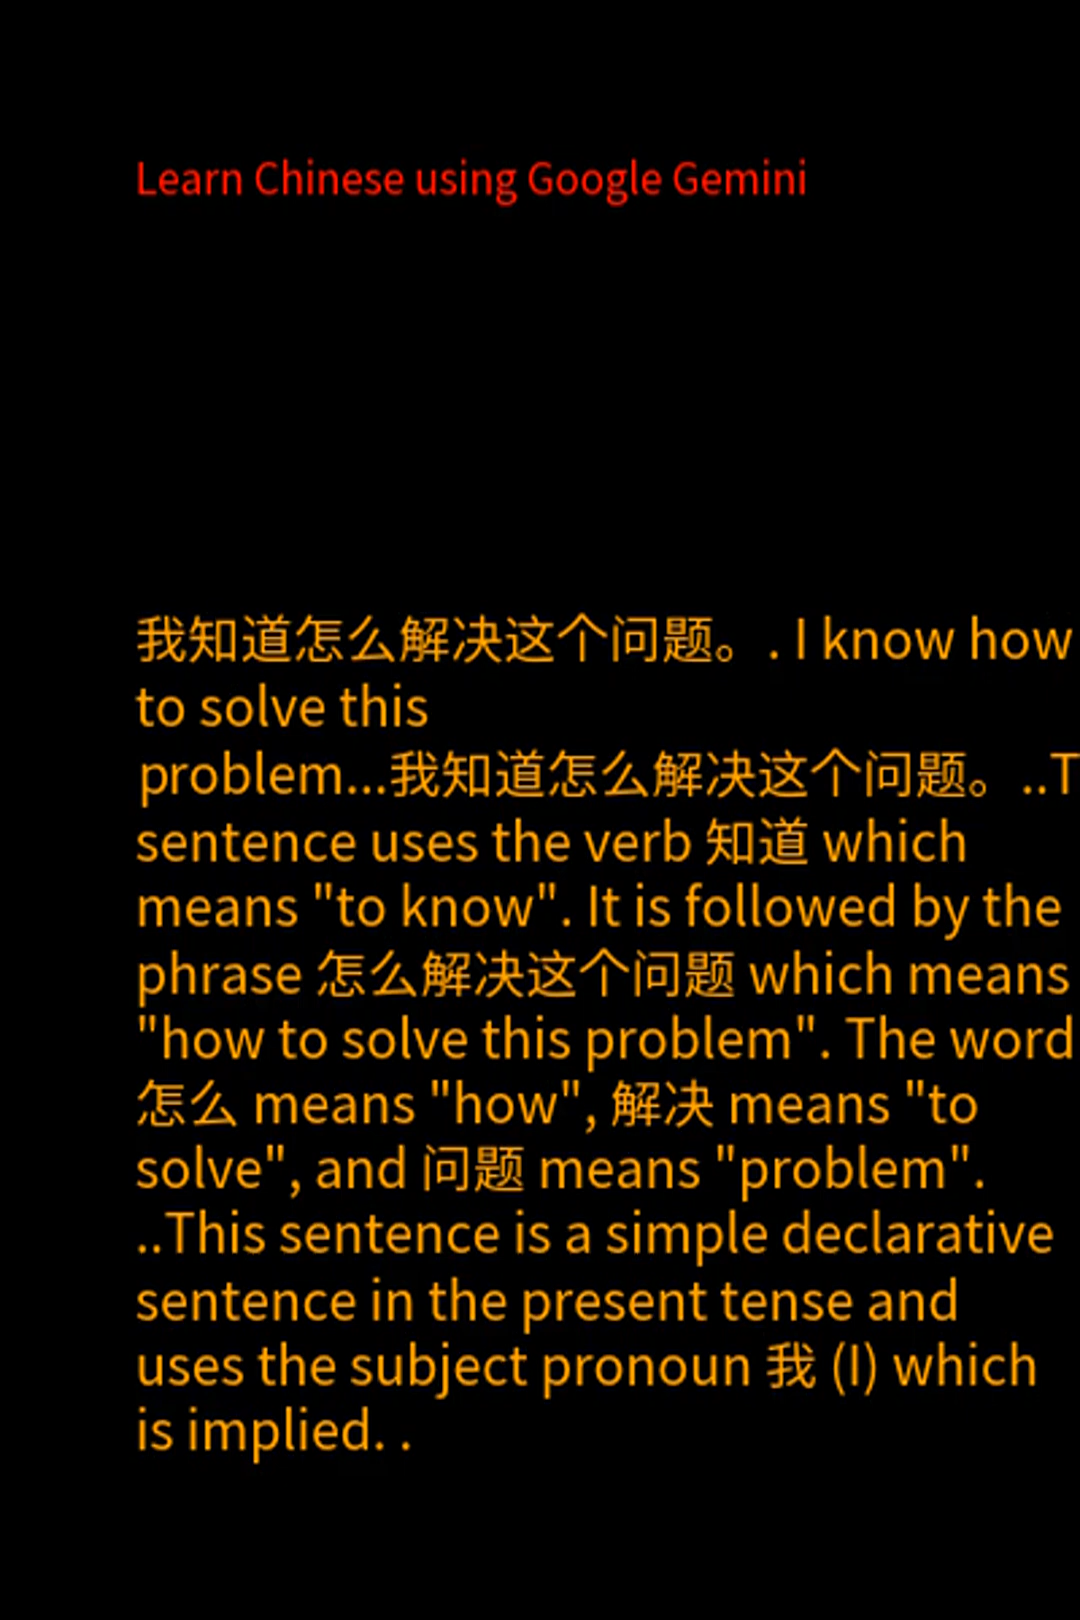 Learn Chinese using Google Gemini
我知道怎么解决这个问题。. I know how
to solve this
problem...我知道怎么解决这个问题。..T
sentence uses the verb 知道 which
means "to know". It is followed by the
phrase 怎么解决这个问题 which means
"how to solve this problem". The word
怎么 means "how", 解决 means "to
solve", and 问题 means "problem".
..This sentence is a simple declarative
sentence in the present tense and
uses the subject pronoun 我 (I) which
is implied. .